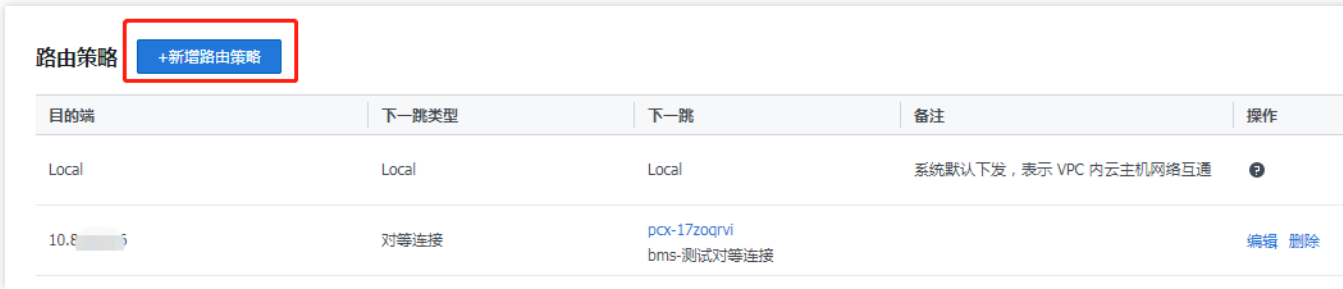 路由策略 +新增路由策略
目的端 下一跳类型 下一跳 备注 操作
Local Local Local 系统默认下发，表示 VPC 内云主机网络互通 ?
10.8 对等连接 pcx-17zoqrvi 编辑 删除
bms-测试对等连接